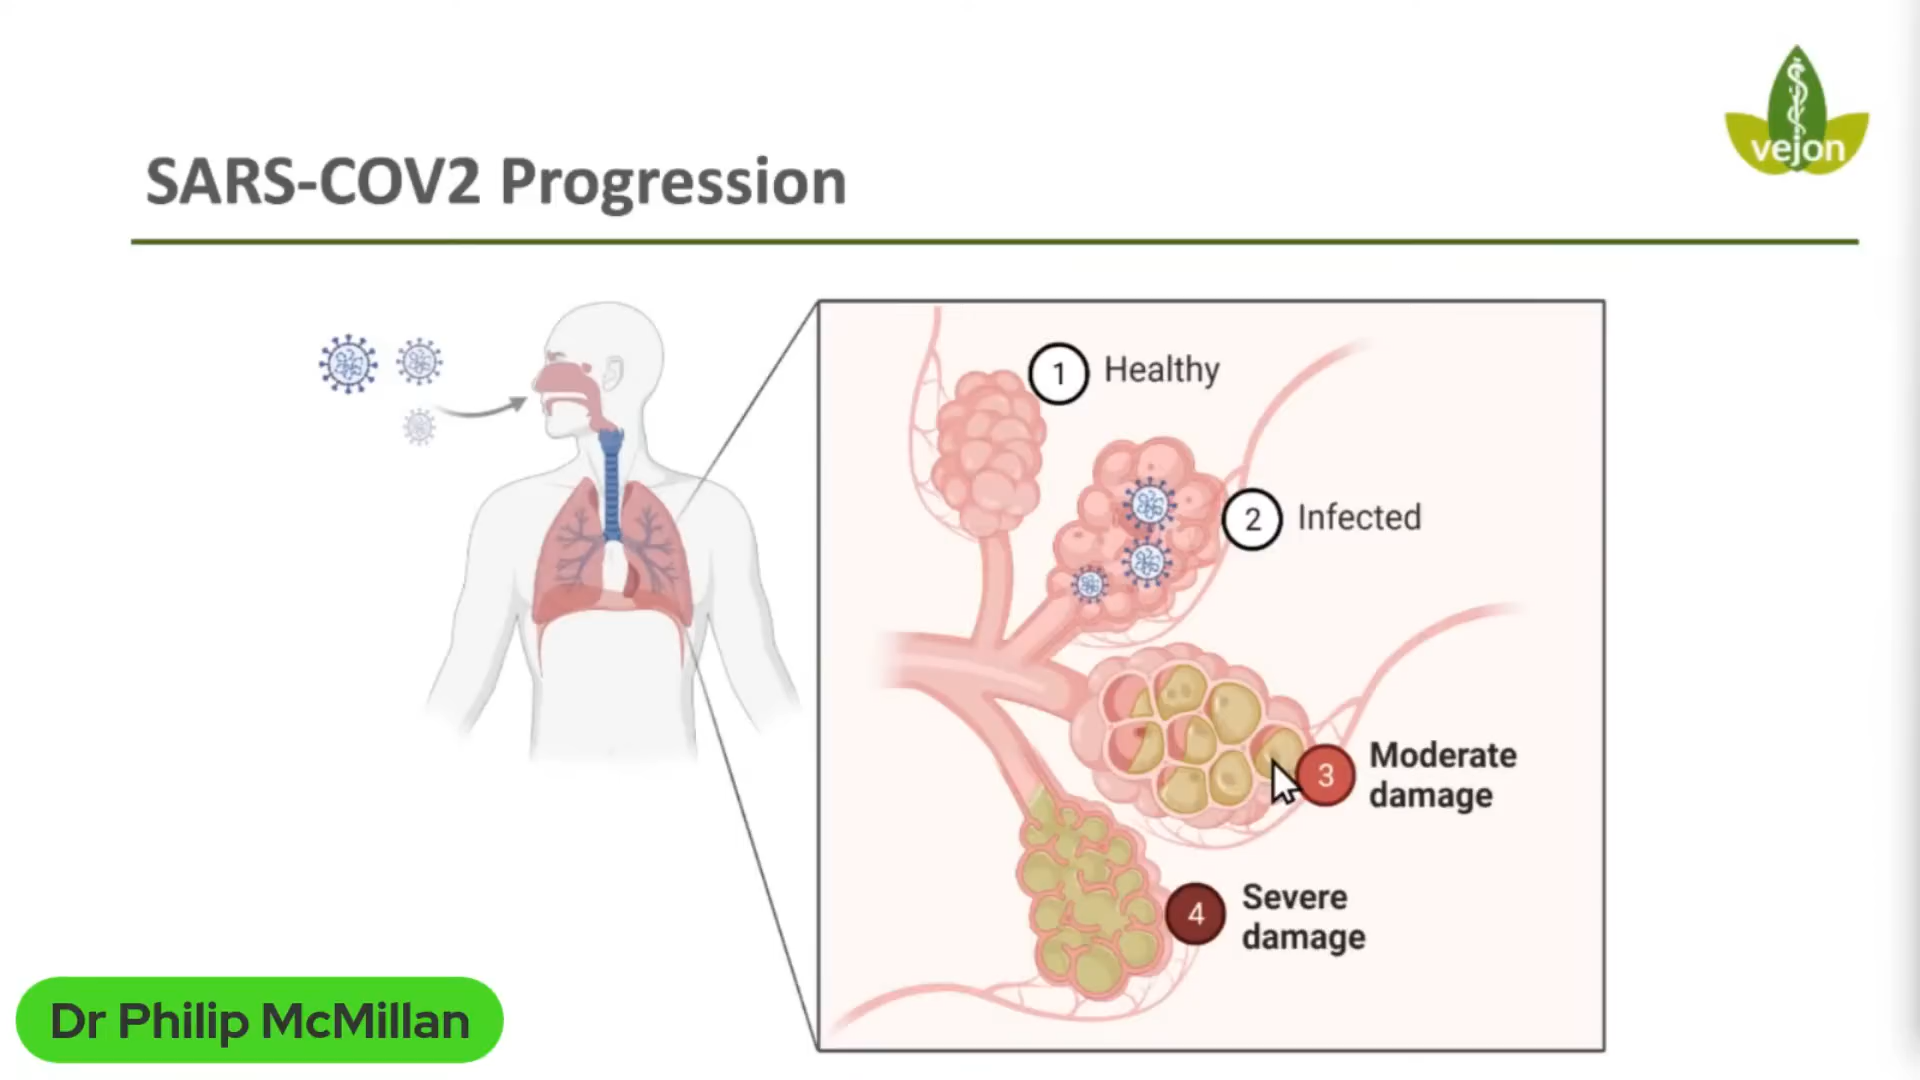 vejon
SARS-COV2 Progression
1 Healthy
2 Infected
3 Moderate
damage
4 Severe
damage
Dr Philip McMillan